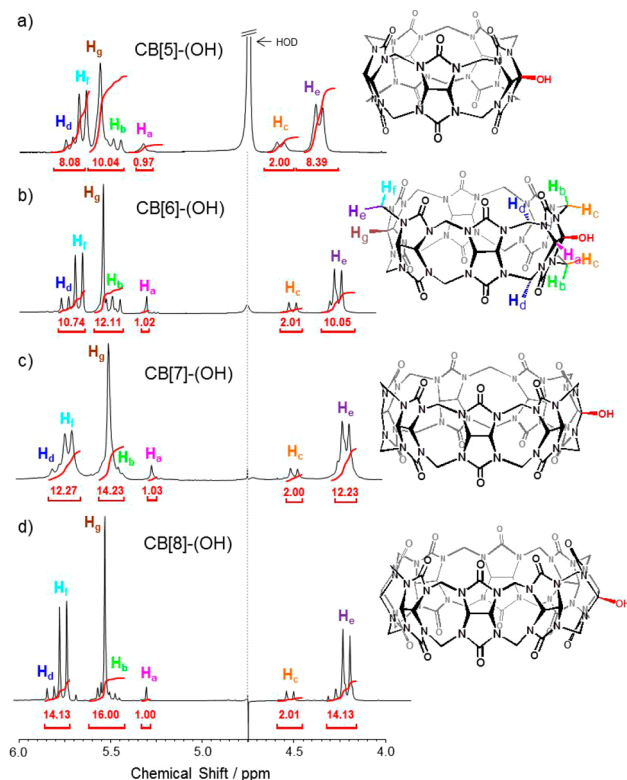 a) CB[5]-(OH)
HOD
Hd Hf Hg Hb Ha Hc He
8.08 10.04 0.97 2.00 8.39
OH
b) CB[6]-(OH)
Hd Hf Hg Hb Ha Hc He
10.74 12.11 1.02 2.01 10.05
Hf He Hg Hd Hb Hc OH Ha Hc Hb Hd
c) CB[7]-(OH)
Hd Hf Hg Hb Ha Hc He
12.27 14.23 1.03 2.00 12.23
OH
d) CB[8]-(OH)
Hd Hf Hg Hb Ha Hc He
14.13 16.00 1.00 2.01 14.13
OH
6.0 5.5 5.0 4.5 4.0
Chemical Shift / ppm